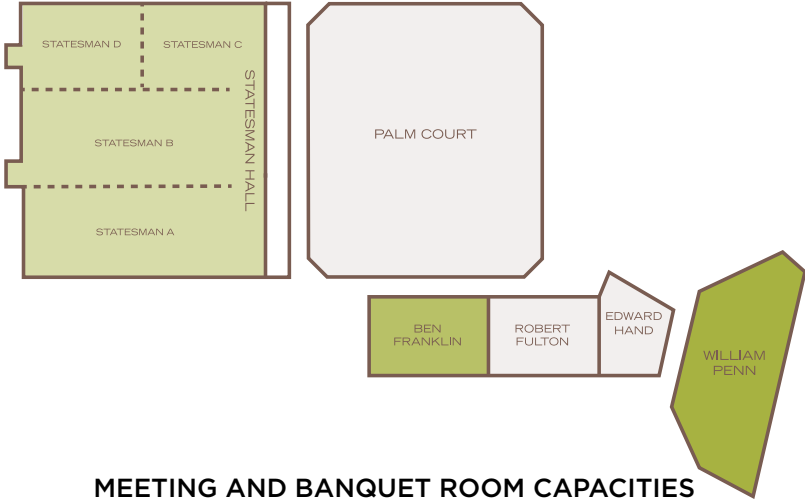 STATESMAN D
STATESMAN C
STATESMAN HALL
STATESMAN B
STATESMAN A
PALM COURT
BEN
FRANKLIN
ROBERT
FULTON
EDWARD
HAND
WILLIAM
PENN
MEETING AND BANQUET ROOM CAPACITIES